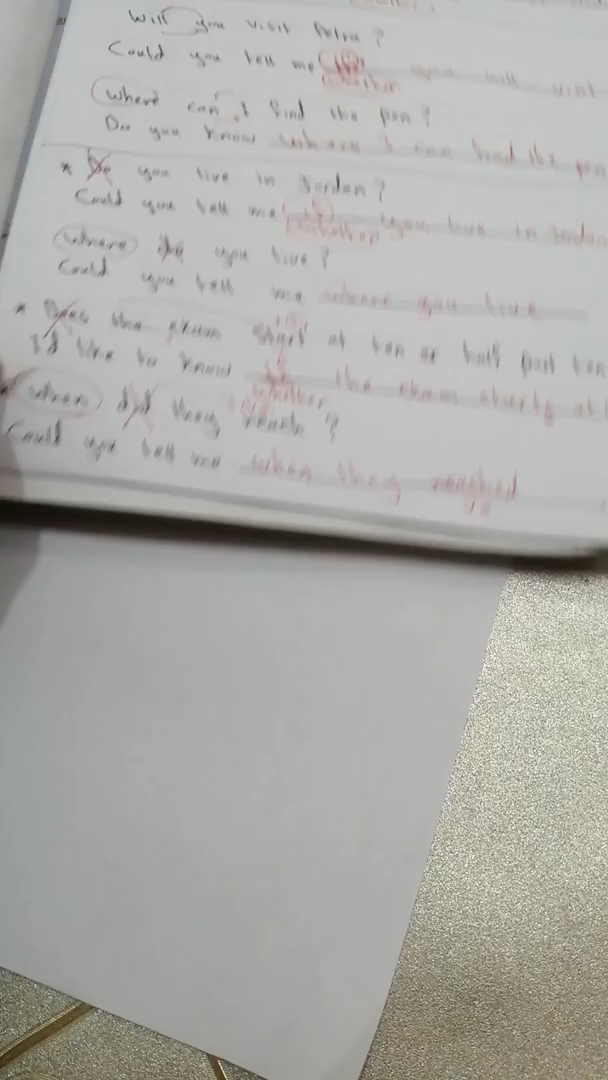 Will you visit Petra?
Could you tell me if you will visit
whether
Where can I find the pen?
Do you know where I can find the pen
* Do you live in Jordan?
Could you tell me if you live in Jordan
whether
Where do you live?
Could you tell me where you live
* Does the exam start at ten or half past ten
I'd like to know if the exam starts at
whether
When did they reach?
Could you tell me when they reached